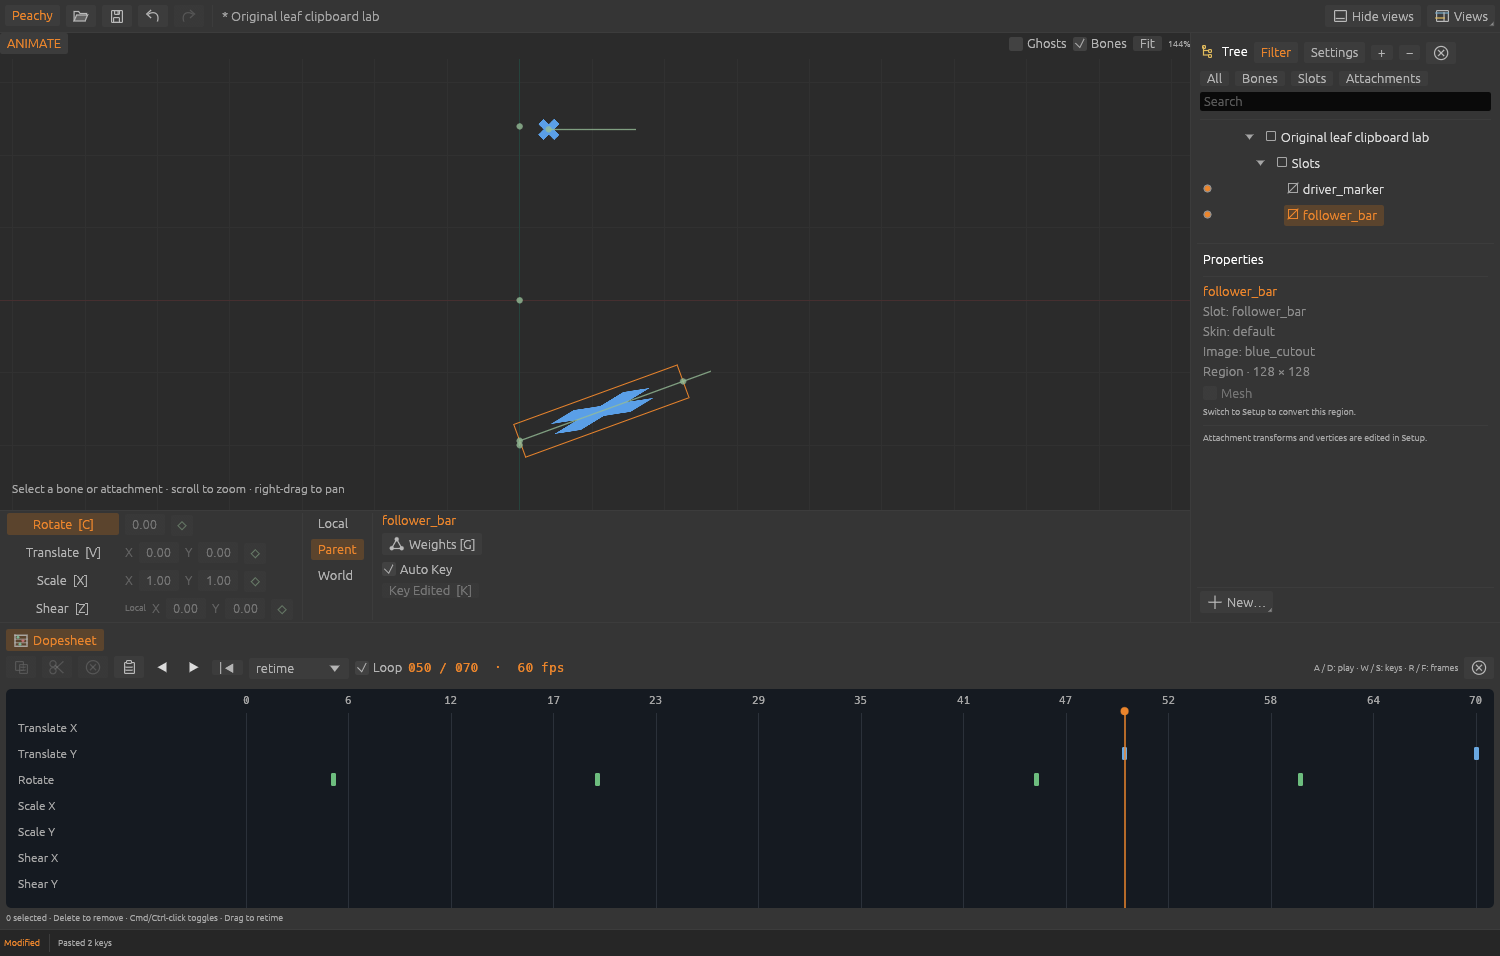 Peachy * Original leaf clipboard lab Hide views Views
ANIMATE Ghosts Bones Fit 144%
Tree Filter Settings + −
All Bones Slots Attachments
Search
Original leaf clipboard lab
Slots
driver_marker
follower_bar
Properties
follower_bar
Slot: follower_bar
Skin: default
Image: blue_cutout
Region · 128 × 128
Mesh
Switch to Setup to convert this region.
Attachment transforms and vertices are edited in Setup.
New...
Select a bone or attachment · scroll to zoom · right-drag to pan
Rotate [C] 0.00
Translate [V] X 0.00 Y 0.00
Scale [X] X 1.00 Y 1.00
Shear [Z] Local X 0.00 Y 0.00
Local
Parent
World
follower_bar
Weights [G]
Auto Key
Key Edited [K]
Dopesheet
retime Loop 050 / 070 · 60 fps A / D: play · W / S: keys · R / F: frames
0 6 12 17 23 29 35 41 47 52 58 64 70
Translate X
Translate Y
Rotate
Scale X
Scale Y
Shear X
Shear Y
0 selected · Delete to remove · Cmd/Ctrl-click toggles · Drag to retime
Modified Pasted 2 keys